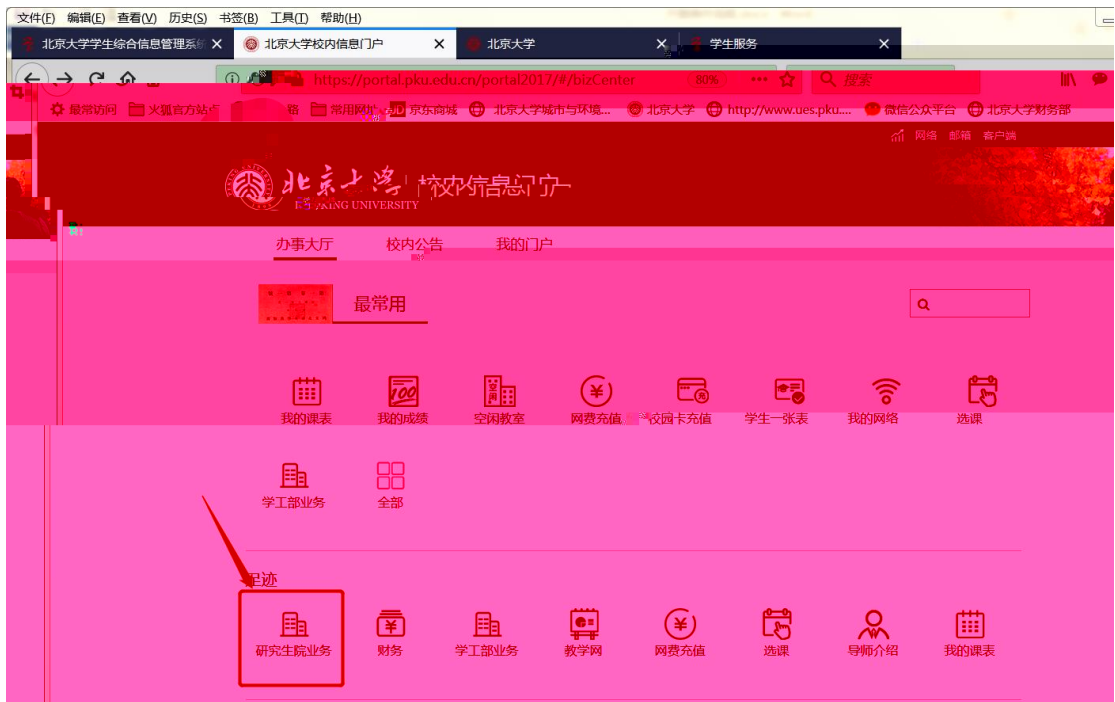 文件(F) 编辑(E) 查看(V) 历史(S) 书签(B) 工具(T) 帮助(H)
北京大学学生综合信息管理系统 北京大学校内信息门户 北京大学 学生服务
https://portal.pku.edu.cn/portal2017/#/bizCenter 80% 搜索
最常访问 火狐官方站点 常用网址 JD 京东商城 北京大学城市与环境... 北京大学 http://www.ues.pku.... 微信公众平台 北京大学财务部
网络 邮箱 客户端
北京大学 校内信息门户
PEKING UNIVERSITY
办事大厅 校内公告 我的门户
最常用
我的课表 我的成绩 空闲教室 网费充值 校园卡充值 学生一张表 我的网络 选课
学工部业务 全部
足迹
研究生院业务 财务 学工部业务 教学网 网费充值 选课 导师介绍 我的课表